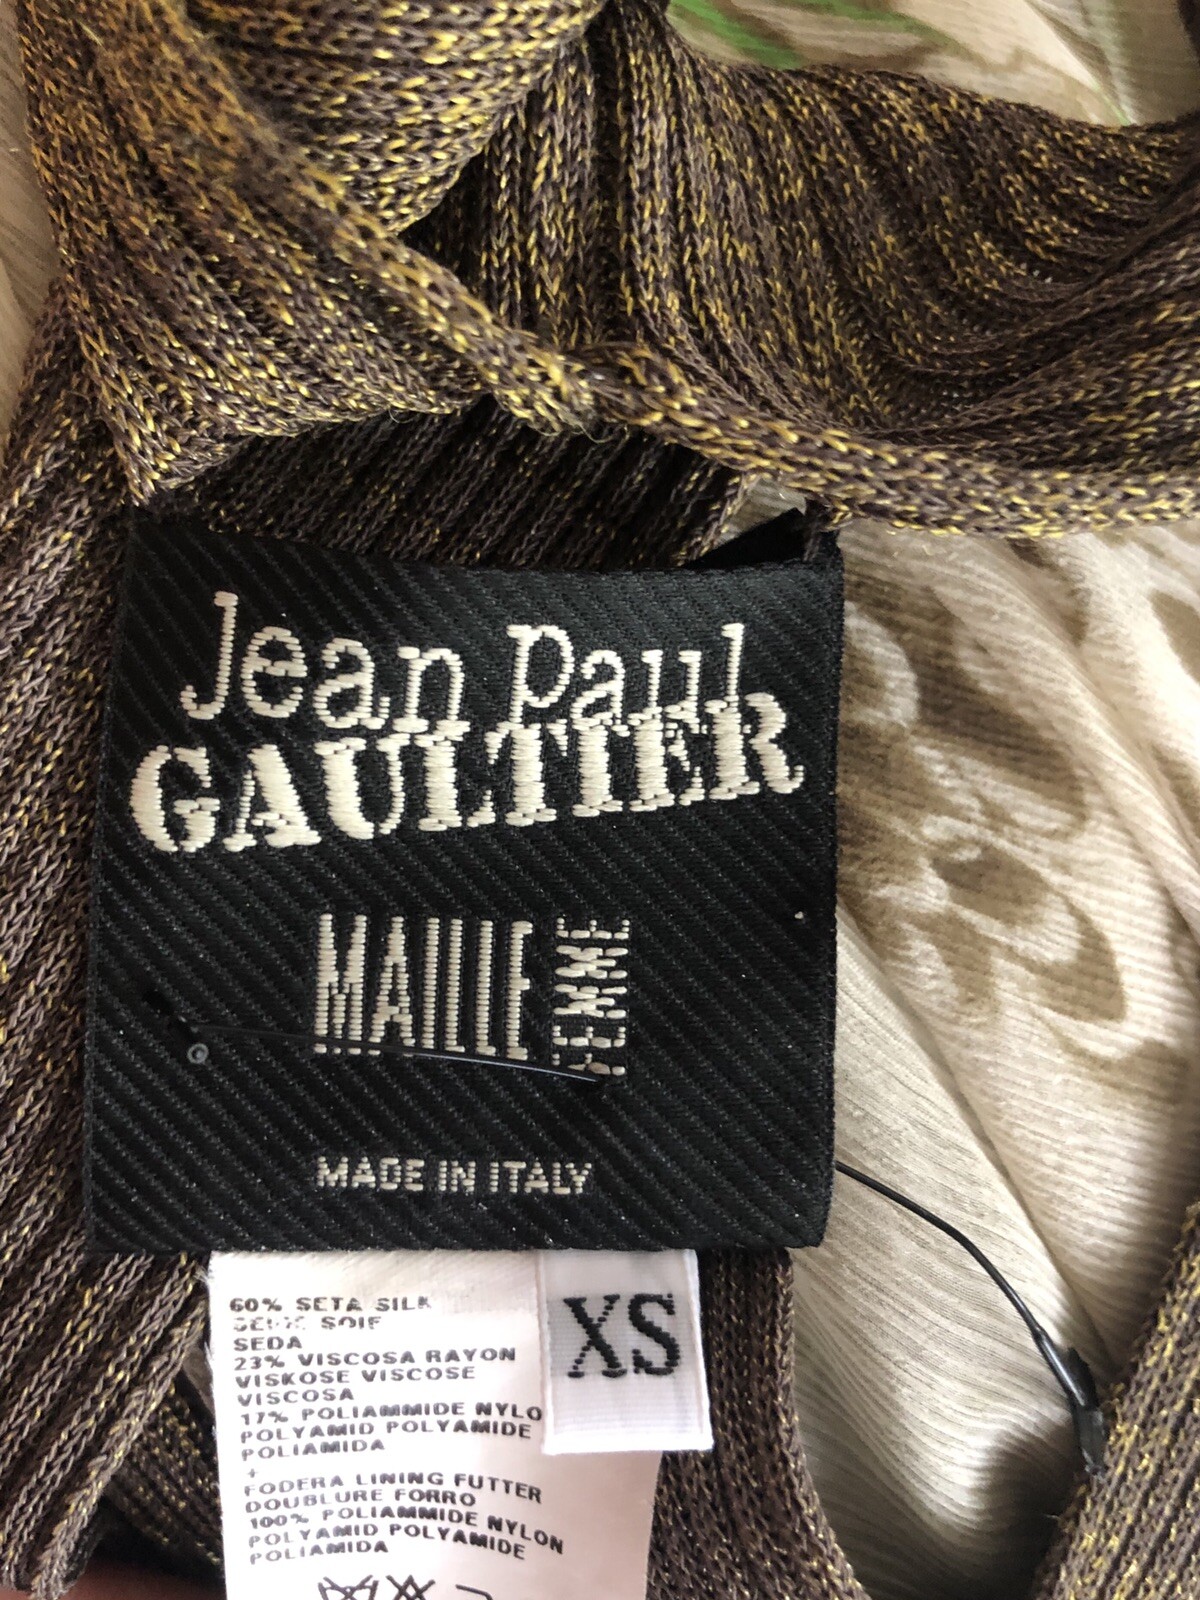 Jean Paul
GAULTIER
MAILLE FEMME
MADE IN ITALY
XS
60% SETA SILK
SOIE
SEDA
23% VISCOSA RAYON
VISKOSE VISCOSE
VISCOSA
17% POLIAMMIDE NYLO
POLYAMID POLYAMIDE
POLIAMIDA
+
FODERA LINING FUTTER
DOUBLURE FORRO
100% POLIAMMIDE NYLON
POLYAMID POLYAMIDE
POLIAMIDA